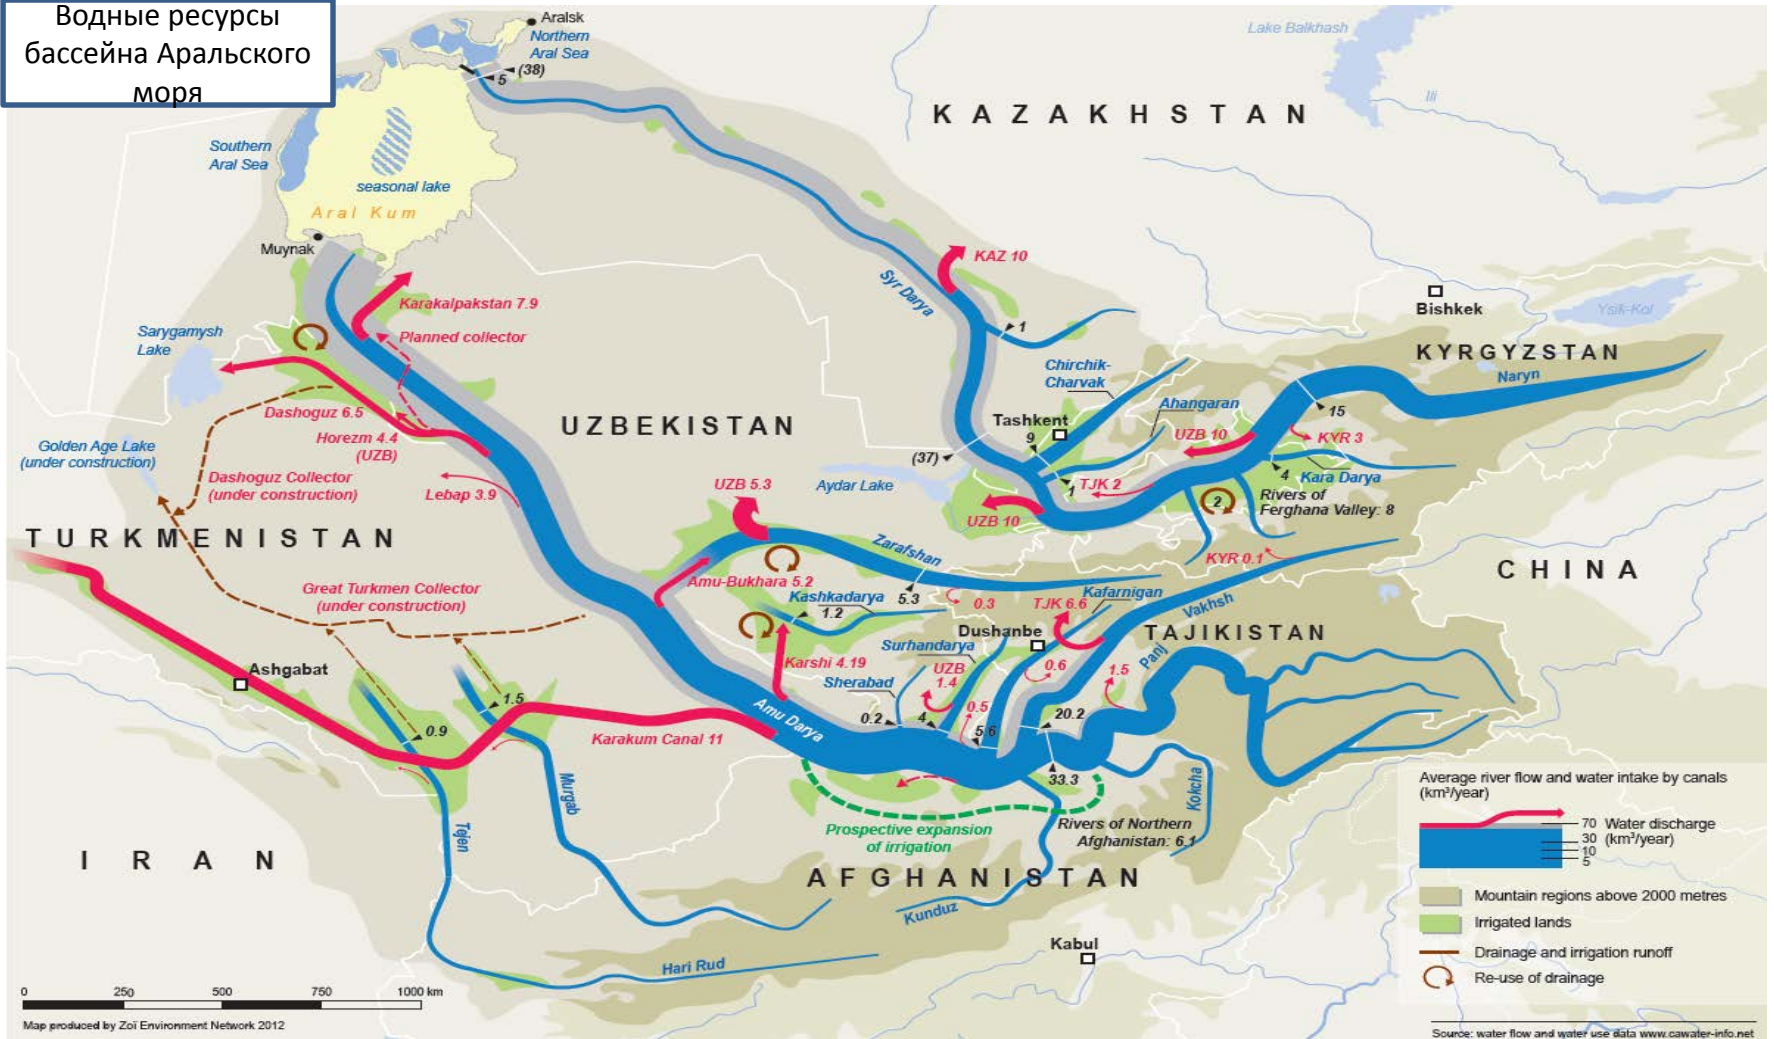 Водные ресурсы
бассейна Аральского
моря
Aralsk
Northern
Aral Sea
(38)
5
Lake Balkhash
Ili
KAZAKHSTAN
Southern
Aral Sea
seasonal lake
Aral Kum
Muynak
KAZ 10
Syr Darya
1
Bishkek
Ysik-Kol
KYRGYZSTAN
Naryn
Karakalpakstan 7.9
Planned collector
Sarygamysh
Lake
Chirchik-
Charvak
Ahangaran
Tashkent
9
15
UZB 10
KYR 3
Dashoguz 6.5
Horezm 4.4
(UZB)
UZBEKISTAN
Golden Age Lake
(under construction)
Dashoguz Collector
(under construction)
Lebap 3.9
(37)
Aydar Lake
UZB 5.3
1
TJK 2
4
Kara Darya
2
Rivers of
Ferghana Valley: 8
UZB 10
TURKMENISTAN
Zarafshan
KYR 0.1
CHINA
Great Turkmen Collector
(under construction)
Amu-Bukhara 5.2
5.3
0.3
Kafarnigan
Kashkadarya
1.2
TJK 6.6
Vakhsh
Dushanbe
TAJIKISTAN
Surhandarya
Panj
Ashgabat
Karshi 4.19
Sherabad
UZB
1.4
0.6
1.5
0.5
1.5
0.9
Amu Darya
0.2
4
5.6
20.2
Karakum Canal 11
33.3
Murgab
Tejen
Kokcha
Prospective expansion
of irrigation
Rivers of Northern
Afghanistan: 6.1
IRAN
AFGHANISTAN
Kunduz
Kabul
Hari Rud
Average river flow and water intake by canals
(km³/year)
70
30
10
5
Water discharge
(km³/year)
Mountain regions above 2000 metres
Irrigated lands
Drainage and irrigation runoff
Re-use of drainage
0 250 500 750 1000 km
Map produced by Zoï Environment Network 2012
Source: water flow and water use data www.cawater-info.net